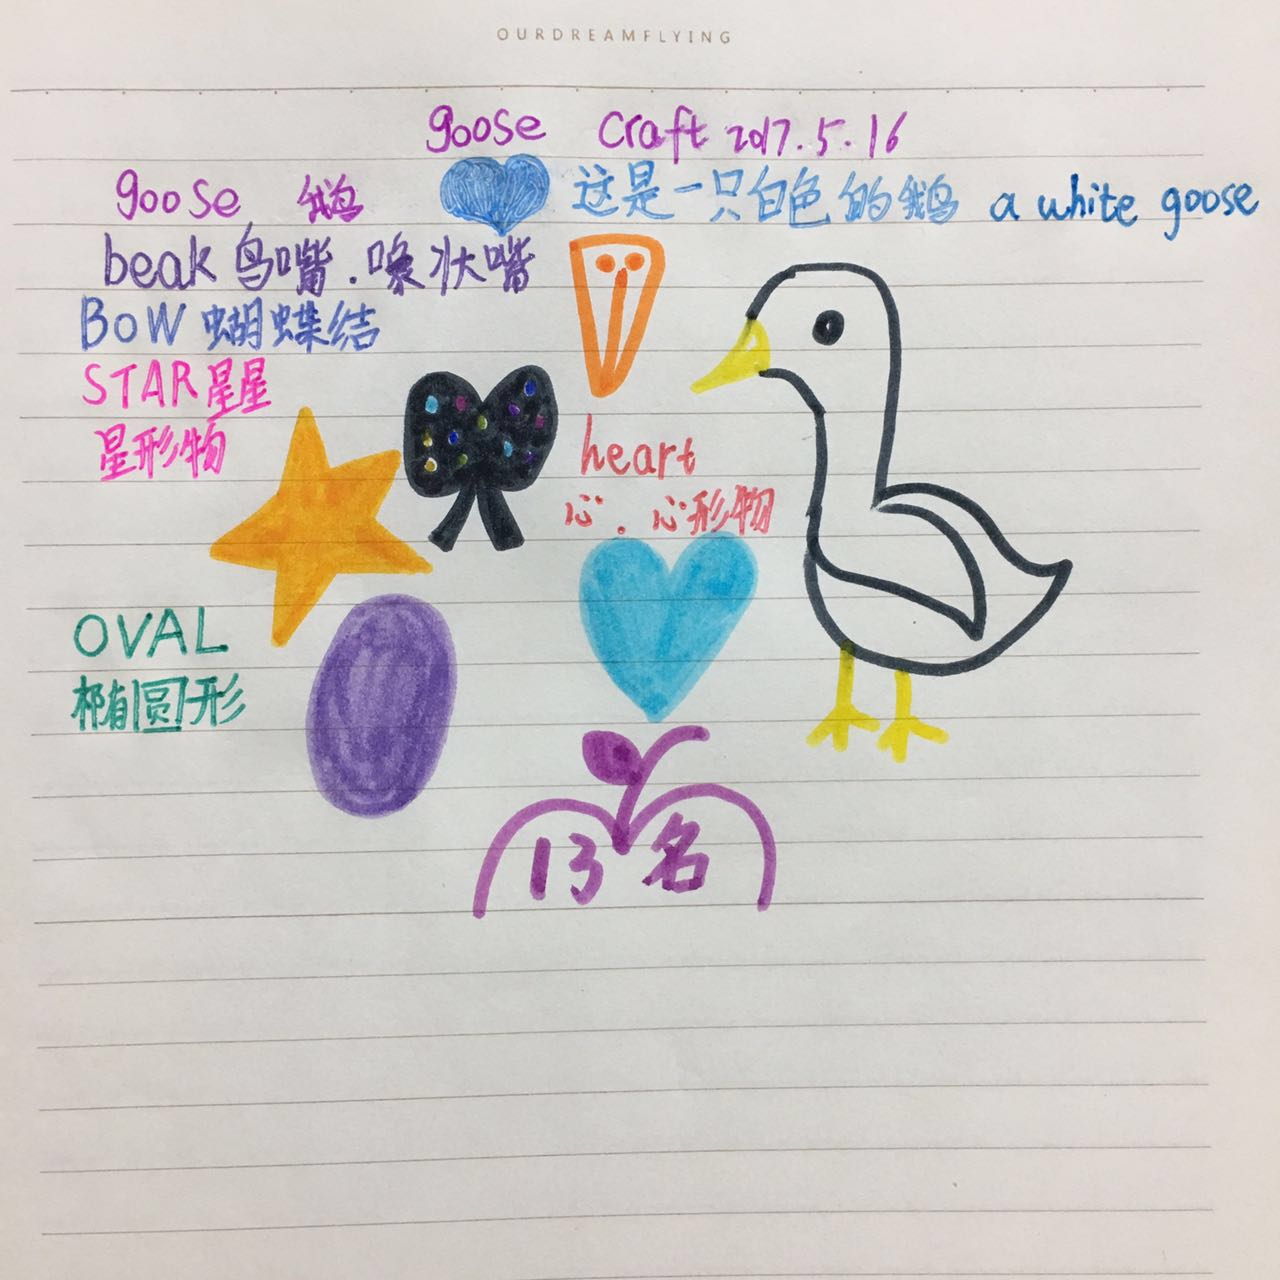 OURDREAMFLYING
goose craft 2017.5.16
goose 鹅 这是一只白色的鹅 a white goose
beak 鸟嘴.喙状嘴
BOW 蝴蝶结
STAR 星星
星形物
heart
心.心形物
OVAL
椭圆形
13名